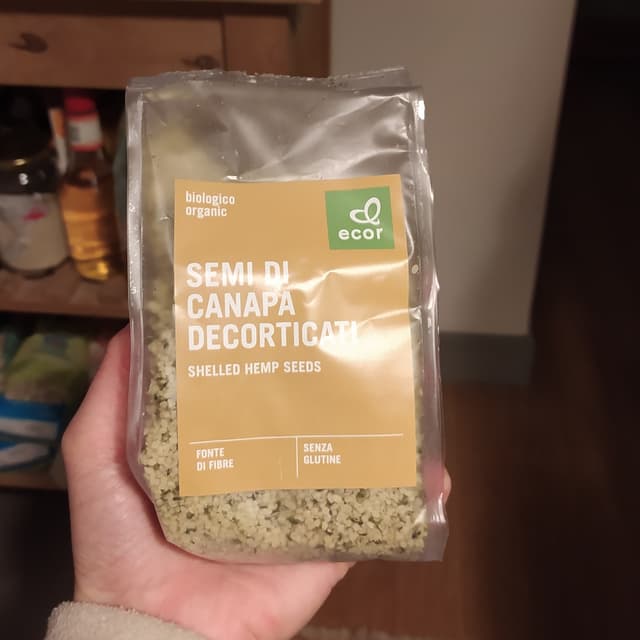 biologico
organic
ecor
SEMI DI
CANAPA
DECORTICATI
SHELLED HEMP SEEDS
FONTE
DI FIBRE
SENZA
GLUTINE